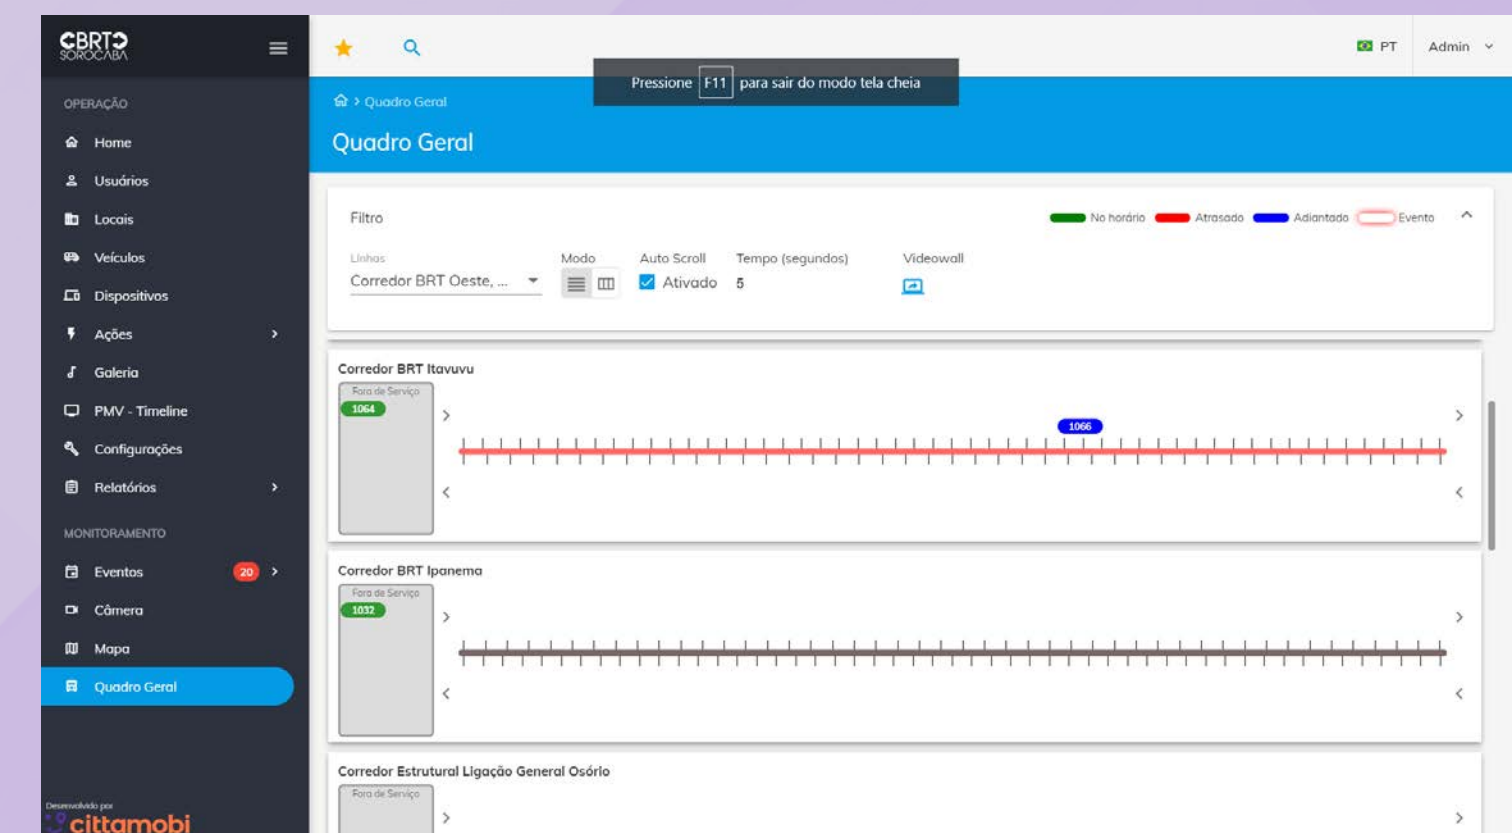 CBRTC
SOROCABA
PT
Admin
Pressione F11 para sair do modo tela cheia
OPERAÇÃO
Home
Usuários
Locais
Veículos
Dispositivos
Ações
Galeria
PMV - Timeline
Configurações
Relatórios
MONITORAMENTO
Eventos 20
Câmera
Mapa
Quadro Geral
Desenvolvido por
cittamobi
> Quadro Geral
Quadro Geral
Filtro
No horário
Atrasado
Adiantado
Evento
Linhas
Corredor BRT Oeste, ...
Modo
Auto Scroll
Ativado
Tempo (segundos)
5
Videowall
Corredor BRT Itavuvu
Fora de Serviço
1064
1066
Corredor BRT Ipanema
Fora de Serviço
1032
Corredor Estrutural Ligação General Osório
Fora de Serviço